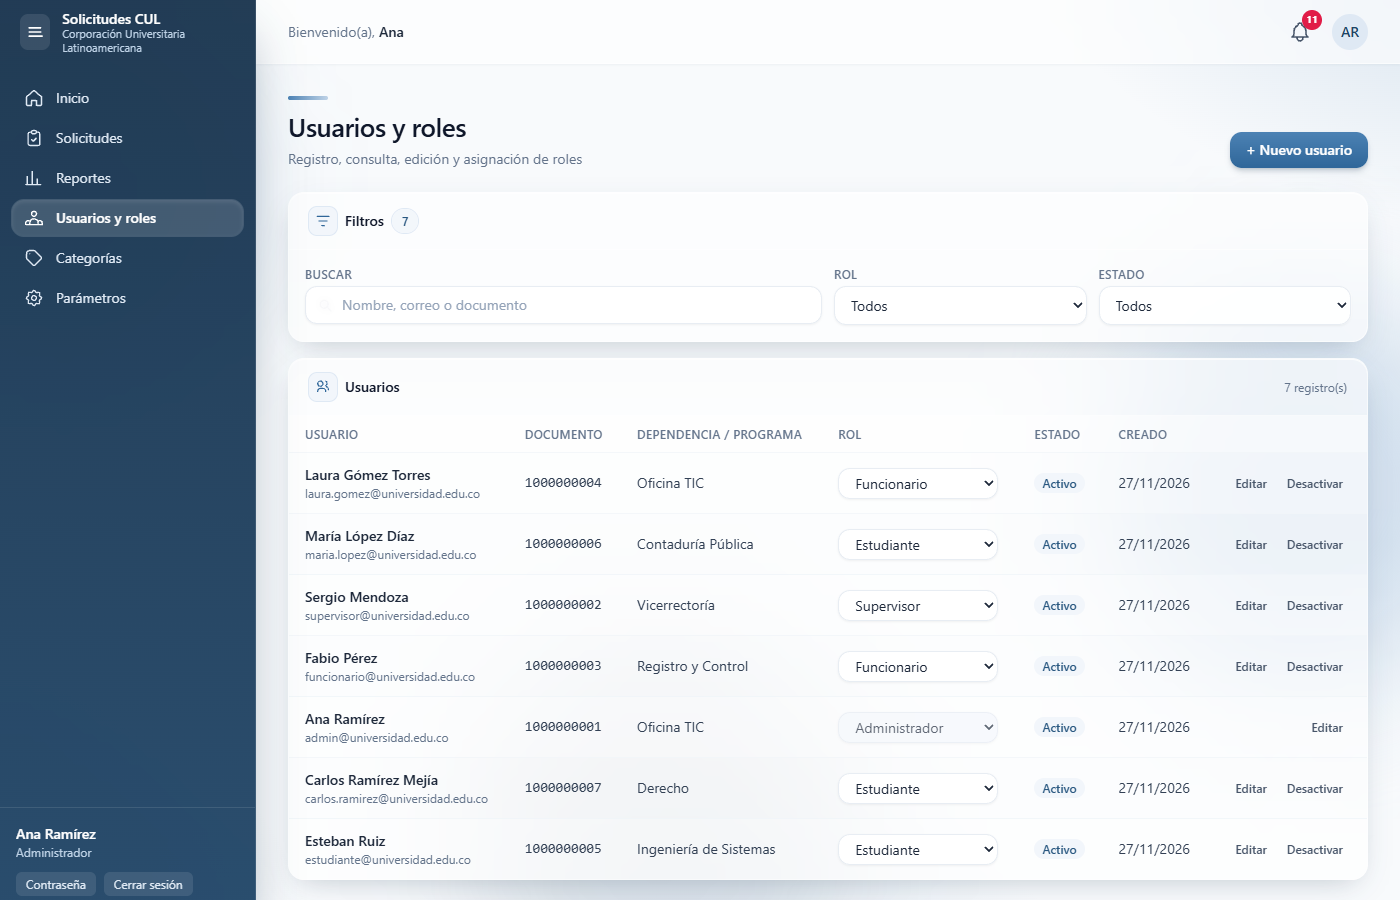 Solicitudes CUL
Corporación Universitaria
Latinoamericana
Inicio
Solicitudes
Reportes
Usuarios y roles
Categorías
Parámetros
Ana Ramírez
Administrador
Contraseña Cerrar sesión
Bienvenido(a), Ana
11
AR
Usuarios y roles
Registro, consulta, edición y asignación de roles
+ Nuevo usuario
Filtros 7
BUSCAR ROL ESTADO
Nombre, correo o documento Todos Todos
Usuarios 7 registro(s)
USUARIO DOCUMENTO DEPENDENCIA / PROGRAMA ROL ESTADO CREADO
Laura Gómez Torres
laura.gomez@universidad.edu.co
1000000004 Oficina TIC Funcionario Activo 27/11/2026 Editar Desactivar
María López Díaz
maria.lopez@universidad.edu.co
1000000006 Contaduría Pública Estudiante Activo 27/11/2026 Editar Desactivar
Sergio Mendoza
supervisor@universidad.edu.co
1000000002 Vicerrectoría Supervisor Activo 27/11/2026 Editar Desactivar
Fabio Pérez
funcionario@universidad.edu.co
1000000003 Registro y Control Funcionario Activo 27/11/2026 Editar Desactivar
Ana Ramírez
admin@universidad.edu.co
1000000001 Oficina TIC Administrador Activo 27/11/2026 Editar
Carlos Ramírez Mejía
carlos.ramirez@universidad.edu.co
1000000007 Derecho Estudiante Activo 27/11/2026 Editar Desactivar
Esteban Ruiz
estudiante@universidad.edu.co
1000000005 Ingeniería de Sistemas Estudiante Activo 27/11/2026 Editar Desactivar